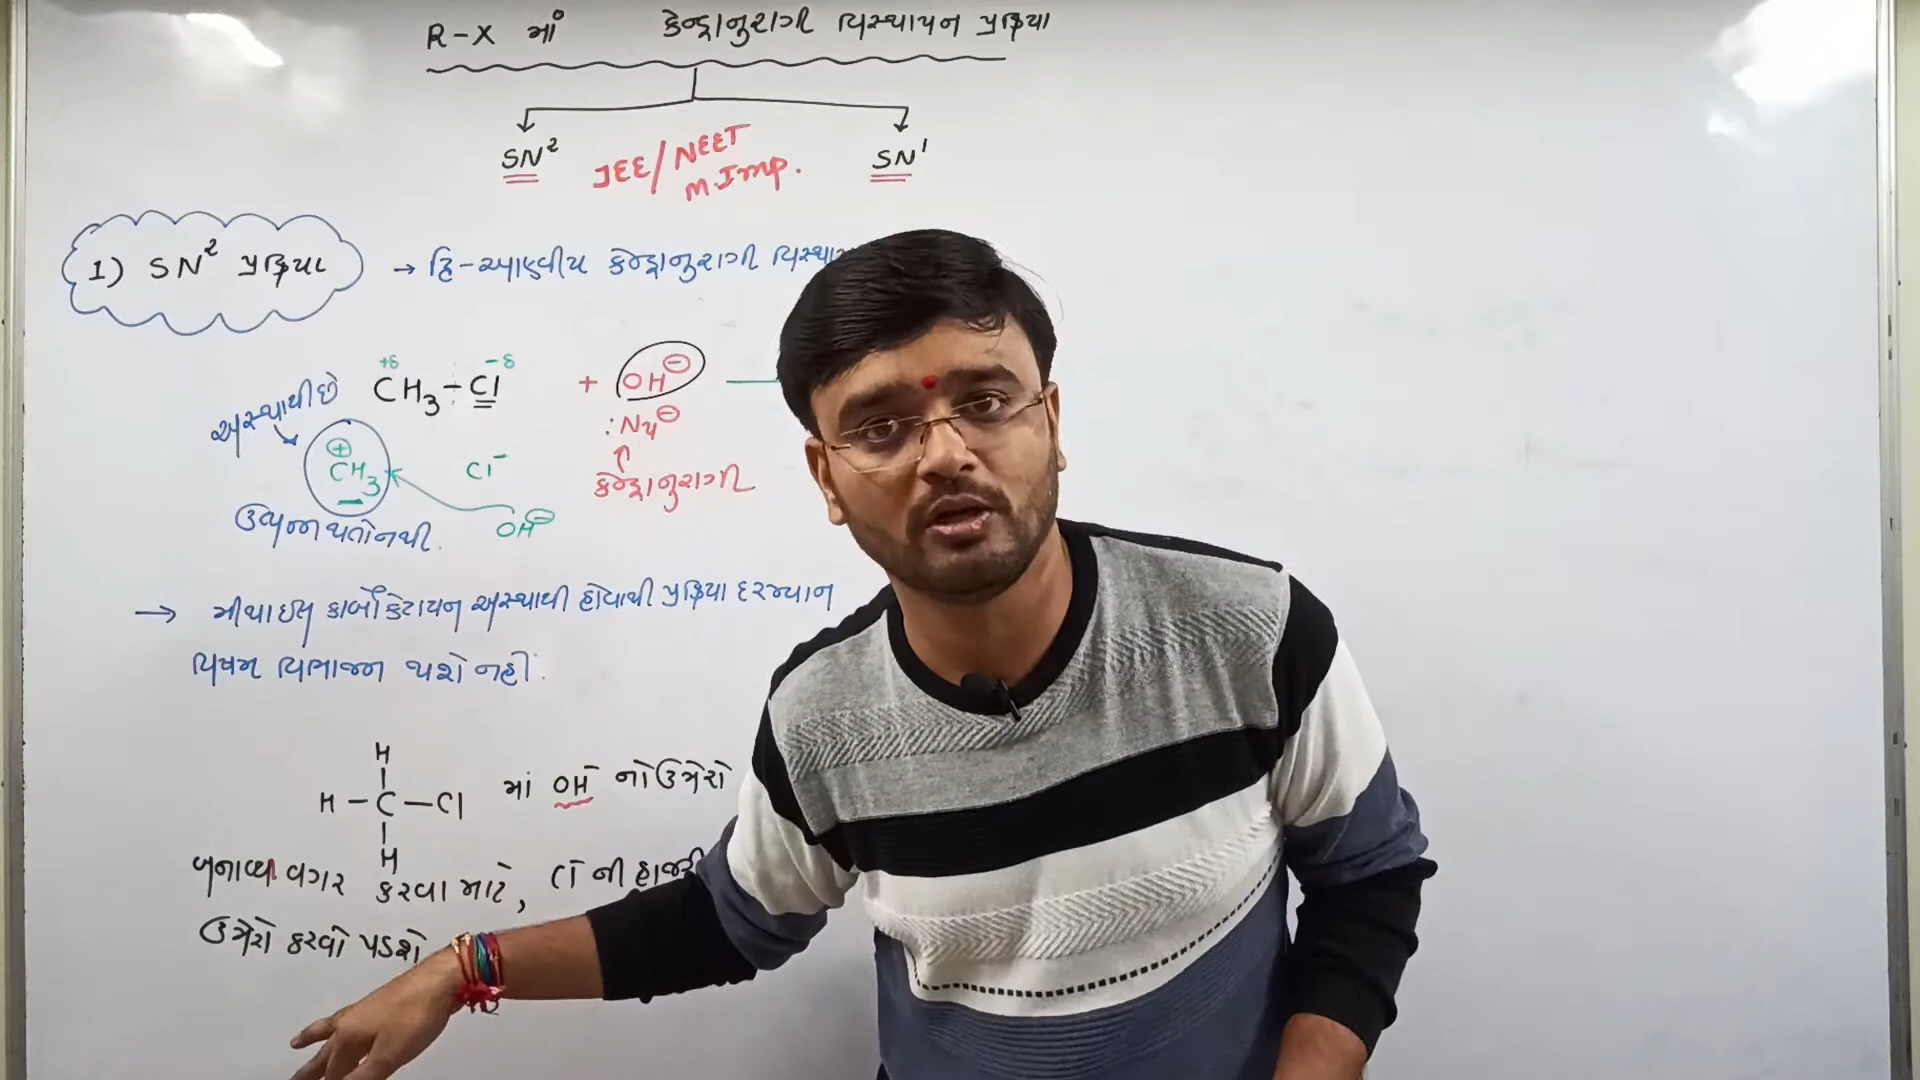 R-X માં કેન્દ્રાનુરાગી વિસ્થાપન પ્રક્રિયા
SN² SN¹
JEE/NEET
M.Imp.
1) SN² પ્રક્રિયા → દ્વિ-આણ્વીય કેન્દ્રાનુરાગી
+δ -δ
CH₃-Cl + OH⊖
:Nu⊖
કેન્દ્રાનુરાગી
અસ્થાયી છે
⊕
CH₃ Cl⁻
OH⊖
ઉત્પન્ન થતો નથી.
→ મીથાઇલ કાર્બોકેટાયન અસ્થાયી હોવાથી પ્રક્રિયા દરમ્યાન
વિષમ વિભાજન થશે નહીં.
H
H-C-Cl માં OH⁻ નો ઉમેરો
H
બનાવ્યા વગર કરવા માટે, Cl⁻ ની
ઉમેરો કરવો પડશે